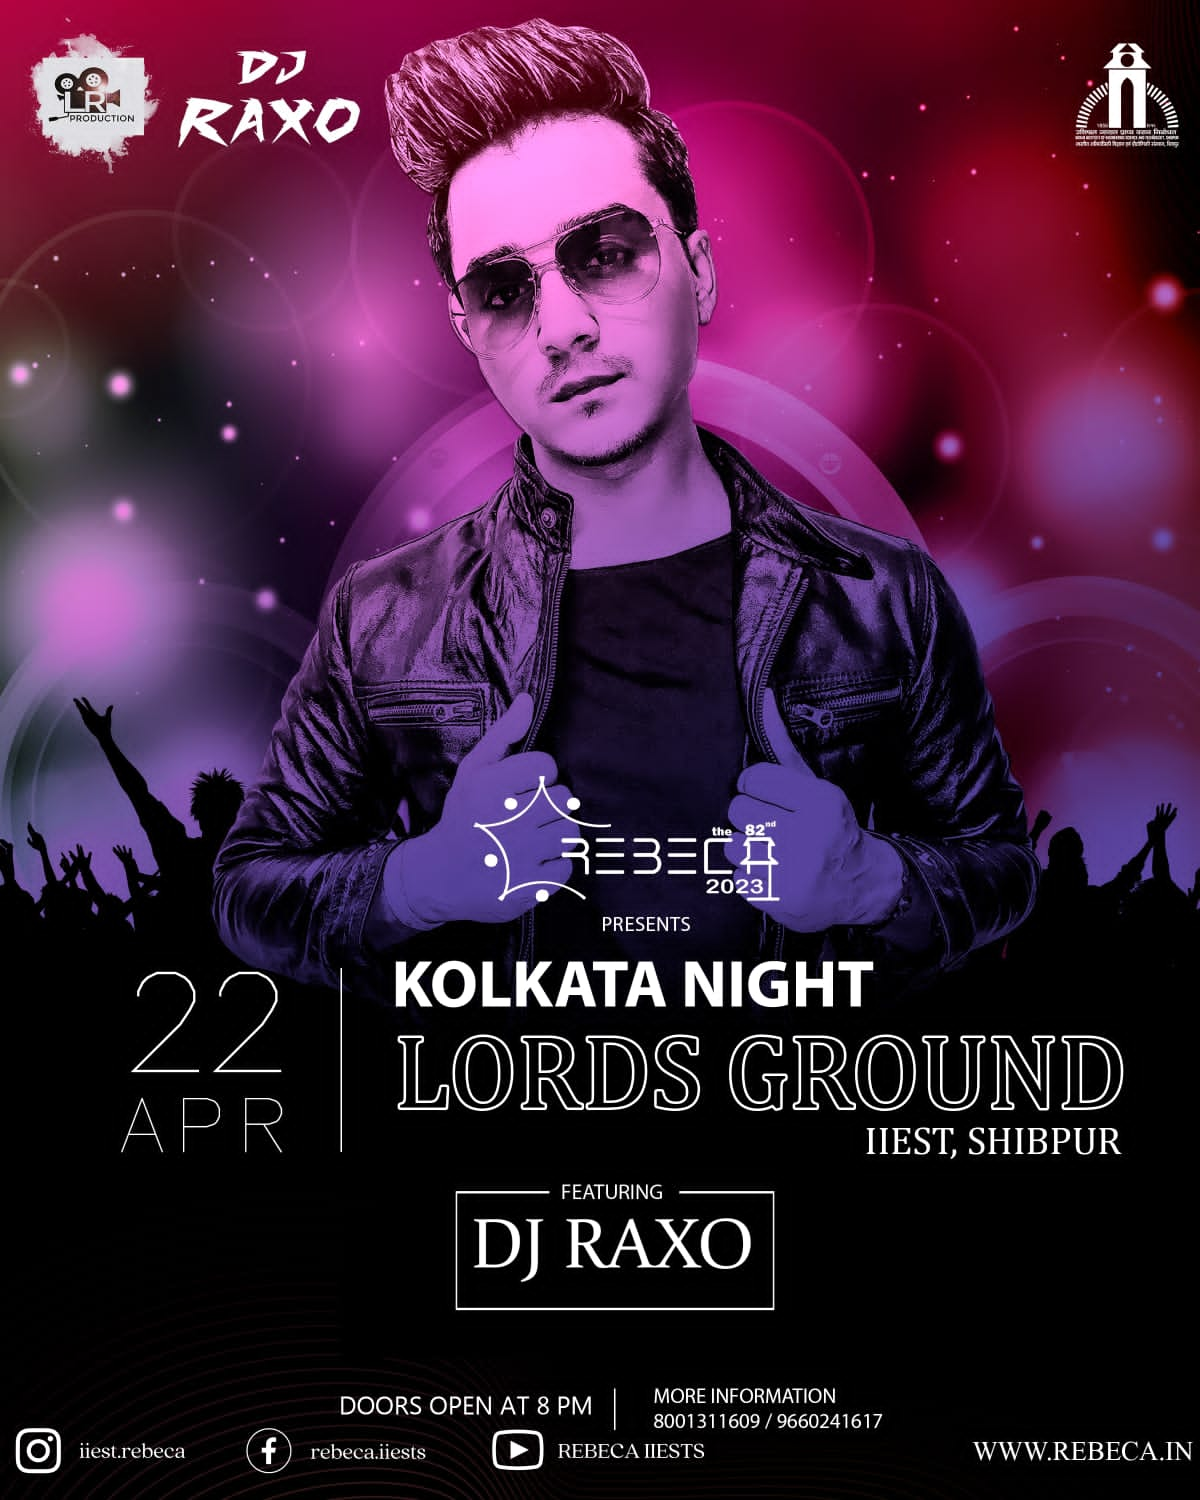 LR
PRODUCTION
DJ
RAXO
the 82nd
REBECA
2023
PRESENTS
22
APR
KOLKATA NIGHT
LORDS GROUND
IIEST, SHIBPUR
FEATURING
DJ RAXO
DOORS OPEN AT 8 PM
MORE INFORMATION
8001311609 / 9660241617
iiest.rebeca
rebeca.iiests
REBECA IIESTS
WWW.REBECA.IN